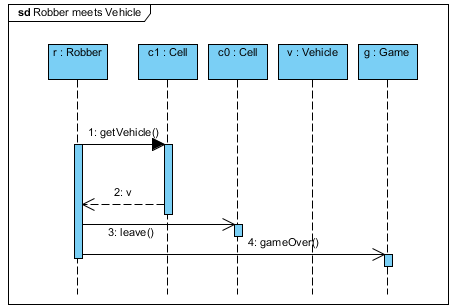 sd Robber meets Vehicle
r : Robber c1 : Cell c0 : Cell v : Vehicle g : Game
1: getVehicle()
2: v
3: leave()
4: gameOver()